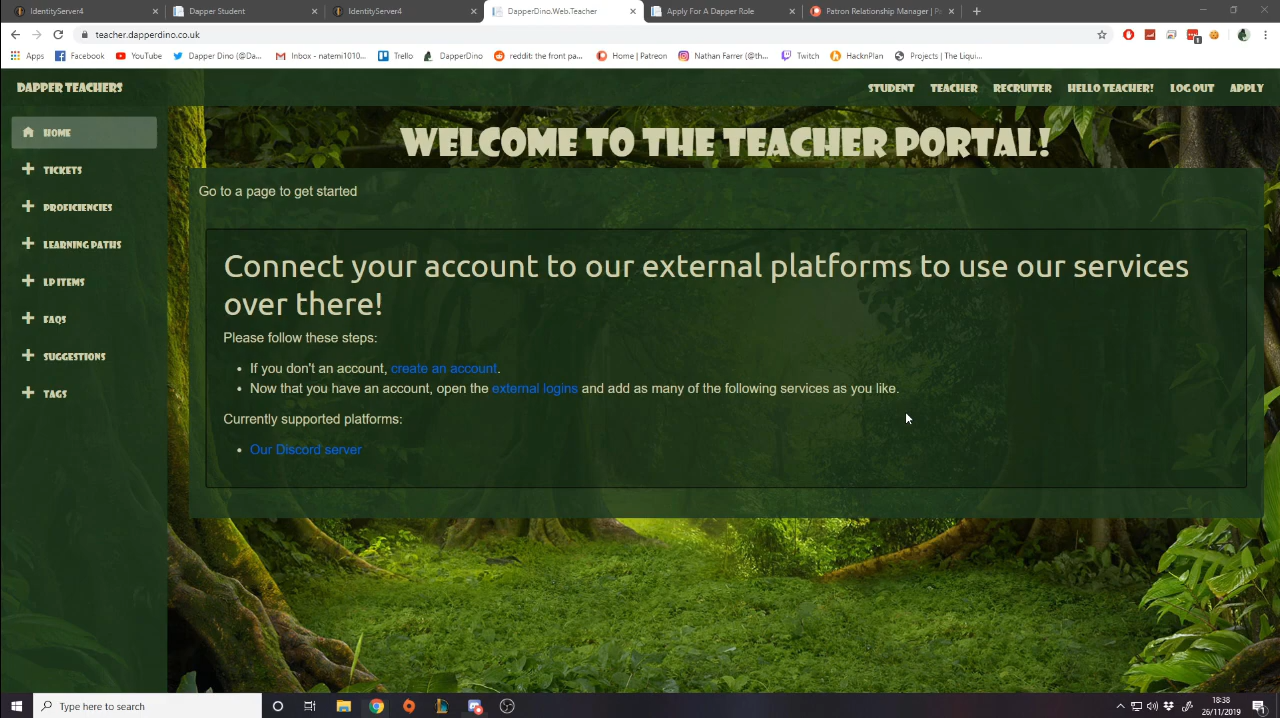 IdentityServer4
Dapper Student
IdentityServer4
DapperDino.Web.Teacher
Apply For A Dapper Role
Patron Relationship Manager | Pa
teacher.dapperdino.co.uk
Apps
Facebook
YouTube
Dapper Dino (@Da...
Inbox - natemi1010...
Trello
DapperDino
reddit: the front pa...
Home | Patreon
Nathan Farrer (@th...
Twitch
HacknPlan
Projects | The Liqui...
DAPPER TEACHERS
STUDENT
TEACHER
RECRUITER
HELLO TEACHER!
LOG OUT
APPLY
HOME
TICKETS
PROFICIENCIES
LEARNING PATHS
LP ITEMS
FAQS
SUGGESTIONS
TAGS
WELCOME TO THE TEACHER PORTAL!
Go to a page to get started
Connect your account to our external platforms to use our services
over there!
Please follow these steps:
If you don't an account, create an account.
Now that you have an account, open the external logins and add as many of the following services as you like.
Currently supported platforms:
Our Discord server
Type here to search
18:38
26/11/2019